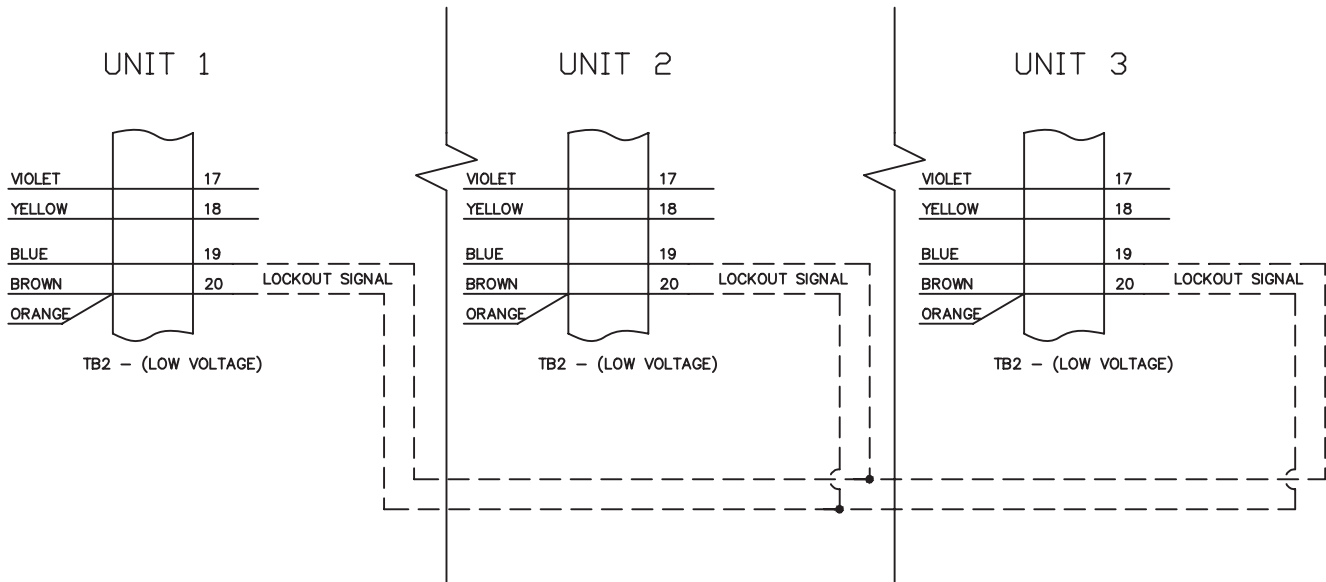 UNIT 1
UNIT 2
UNIT 3
VIOLET 17
YELLOW 18
BLUE 19
BROWN 20
ORANGE
LOCKOUT SIGNAL
TB2 – (LOW VOLTAGE)
VIOLET 17
YELLOW 18
BLUE 19
BROWN 20
ORANGE
LOCKOUT SIGNAL
TB2 – (LOW VOLTAGE)
VIOLET 17
YELLOW 18
BLUE 19
BROWN 20
ORANGE
LOCKOUT SIGNAL
TB2 – (LOW VOLTAGE)